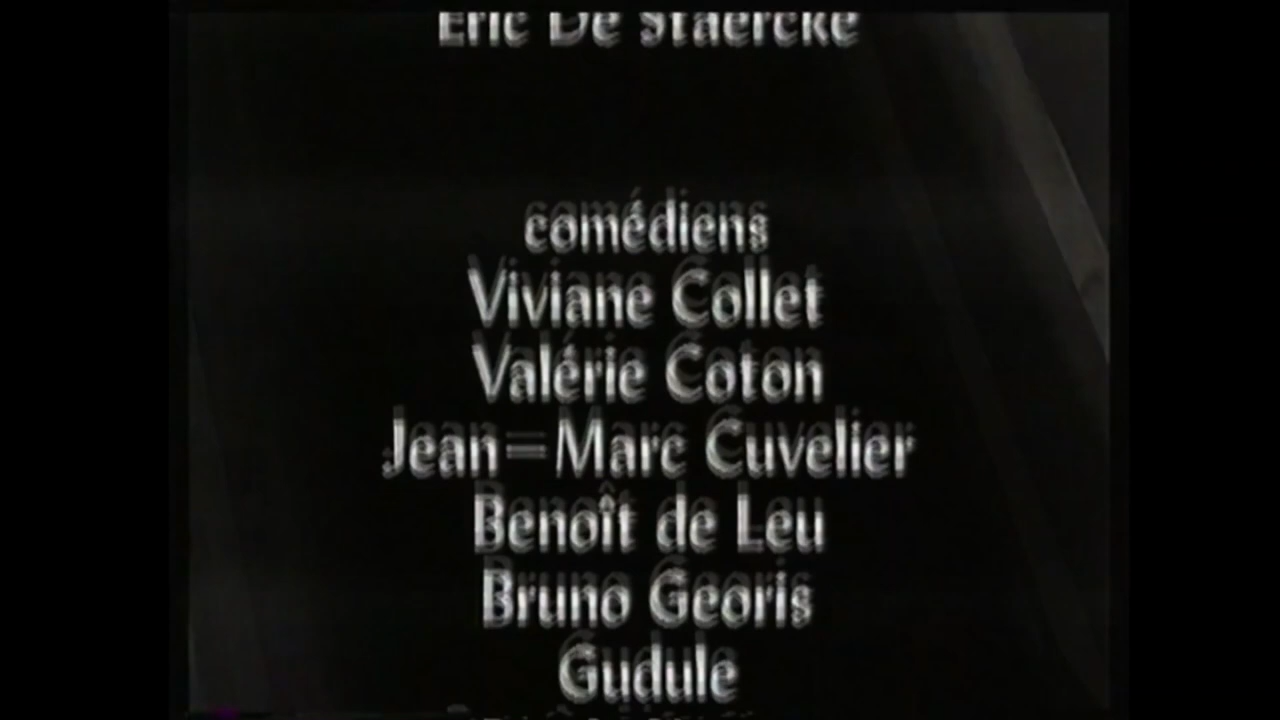 Eric De Staercke
comédiens
Viviane Collet
Valérie Coton
Jean-Marc Cuvelier
Benoît de Leu
Bruno Georis
Gudule